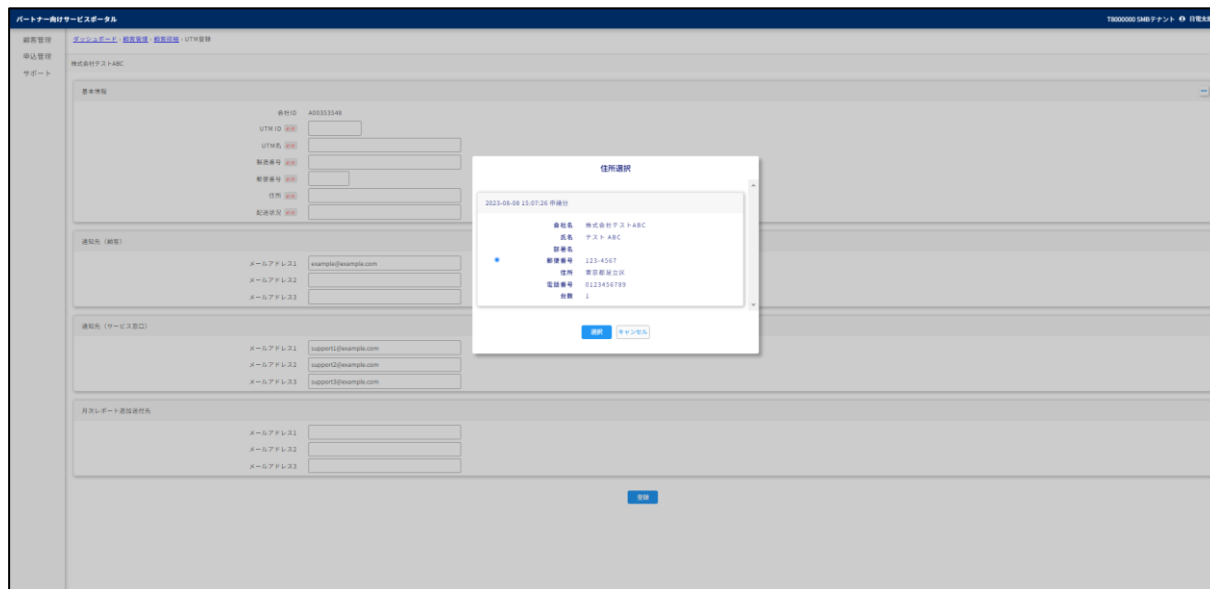 パートナー向けサービスポータル
T8000000 SMBテナント
顧客管理
申込管理
サポート
ダッシュボード › 顧客管理 › 顧客詳細 › UTM登録
株式会社テストABC
基本情報
会社ID A00353548
UTM ID 必須
UTM名 必須
製造番号 必須
郵便番号 必須
住所 必須
配送状況 必須
通知先（顧客）
メールアドレス1 example@example.com
メールアドレス2
メールアドレス3
通知先（サービス窓口）
メールアドレス1 support1@example.com
メールアドレス2 support2@example.com
メールアドレス3 support3@example.com
月次レポート追加送付先
メールアドレス1
メールアドレス2
メールアドレス3
登録
住所選択
2023-08-08 15:07:26 申請分
会社名 株式会社テストABC
氏名 テスト ABC
部署名
郵便番号 123-4567
住所 東京都足立区
電話番号 0123456789
台数 1
選択 キャンセル